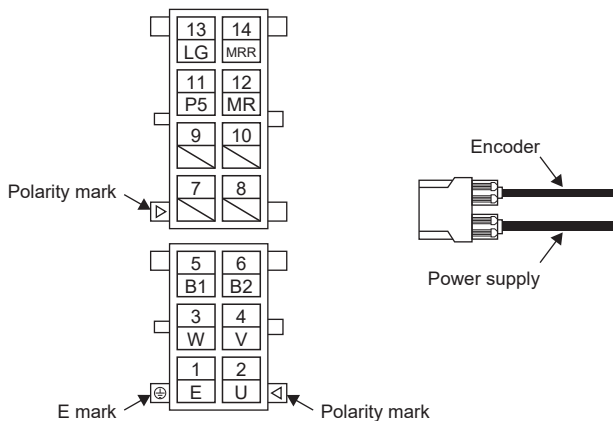 13 14
LG MRR
11 12
P5 MR
9 10
7 8
Polarity mark
Encoder
Power supply
5 6
B1 B2
3 4
W V
1 2
E U
E mark
Polarity mark